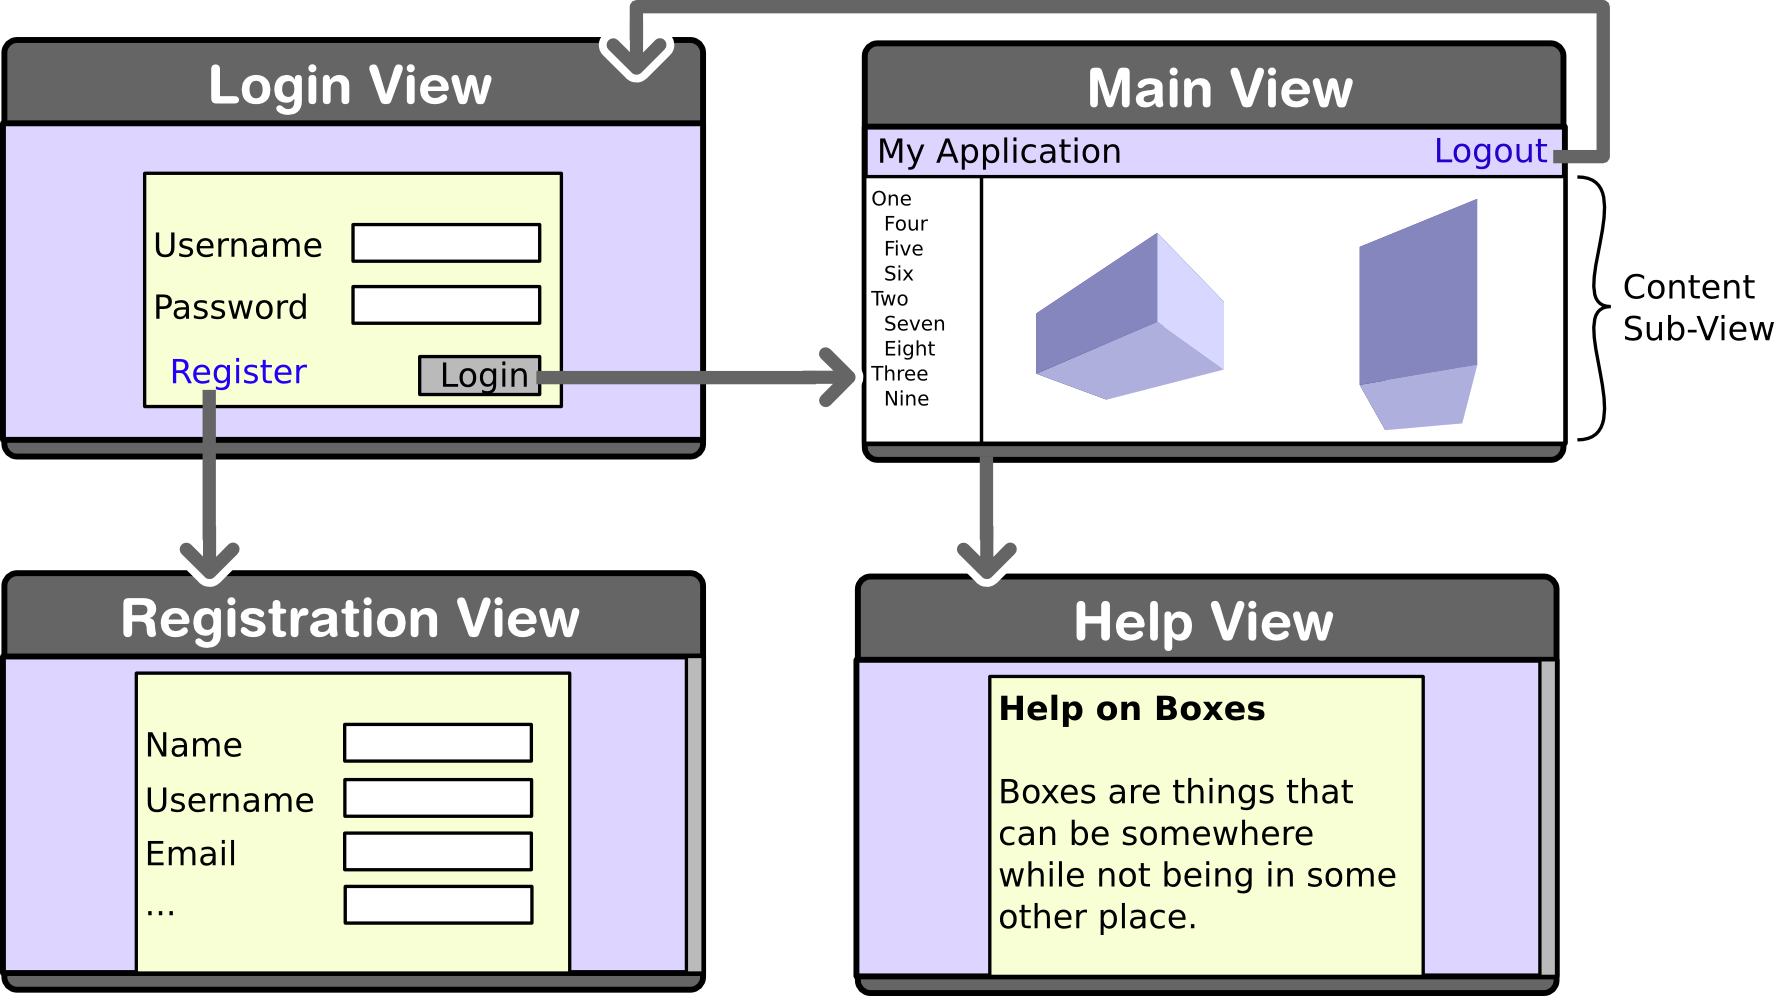 Login View
Username
Password
Register
Login
Main View
My Application
Logout
One
Four
Five
Six
Two
Seven
Eight
Three
Nine
Content
Sub-View
Registration View
Name
Username
Email
...
Help View
Help on Boxes
Boxes are things that
can be somewhere
while not being in some
other place.